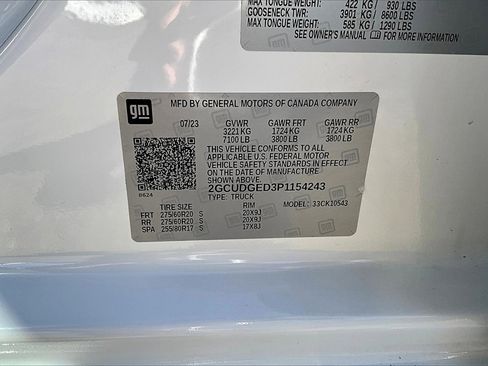 MAX TONGUE WEIGHT: 422 KG / 930 LBS
GOOSENECK TWR: 3901 KG / 8600 LBS
MAX TONGUE WEIGHT: 585 KG / 1290 LBS
SEE OWNER'S MANUAL FOR MORE INFORMATION
gm
MFD BY GENERAL MOTORS OF CANADA COMPANY
07/23 GVWR GAWR FRT GAWR RR
3221 KG 1724 KG 1724 KG
7100 LB 3800 LB 3800 LB
THIS VEHICLE CONFORMS TO ALL
APPLICABLE U.S. FEDERAL MOTOR
VEHICLE SAFETY STANDARDS IN
EFFECT ON THE DATE OF
MANUFACTURE SHOWN ABOVE.
2GCUDGED3P1154243
TYPE: TRUCK
0624
MODEL: 33CK10543
TIRE SIZE RIM
FRT 275/60R20 S 20X9J
RR 275/60R20 S 20X9J
SPA 255/80R17 S 17X8J